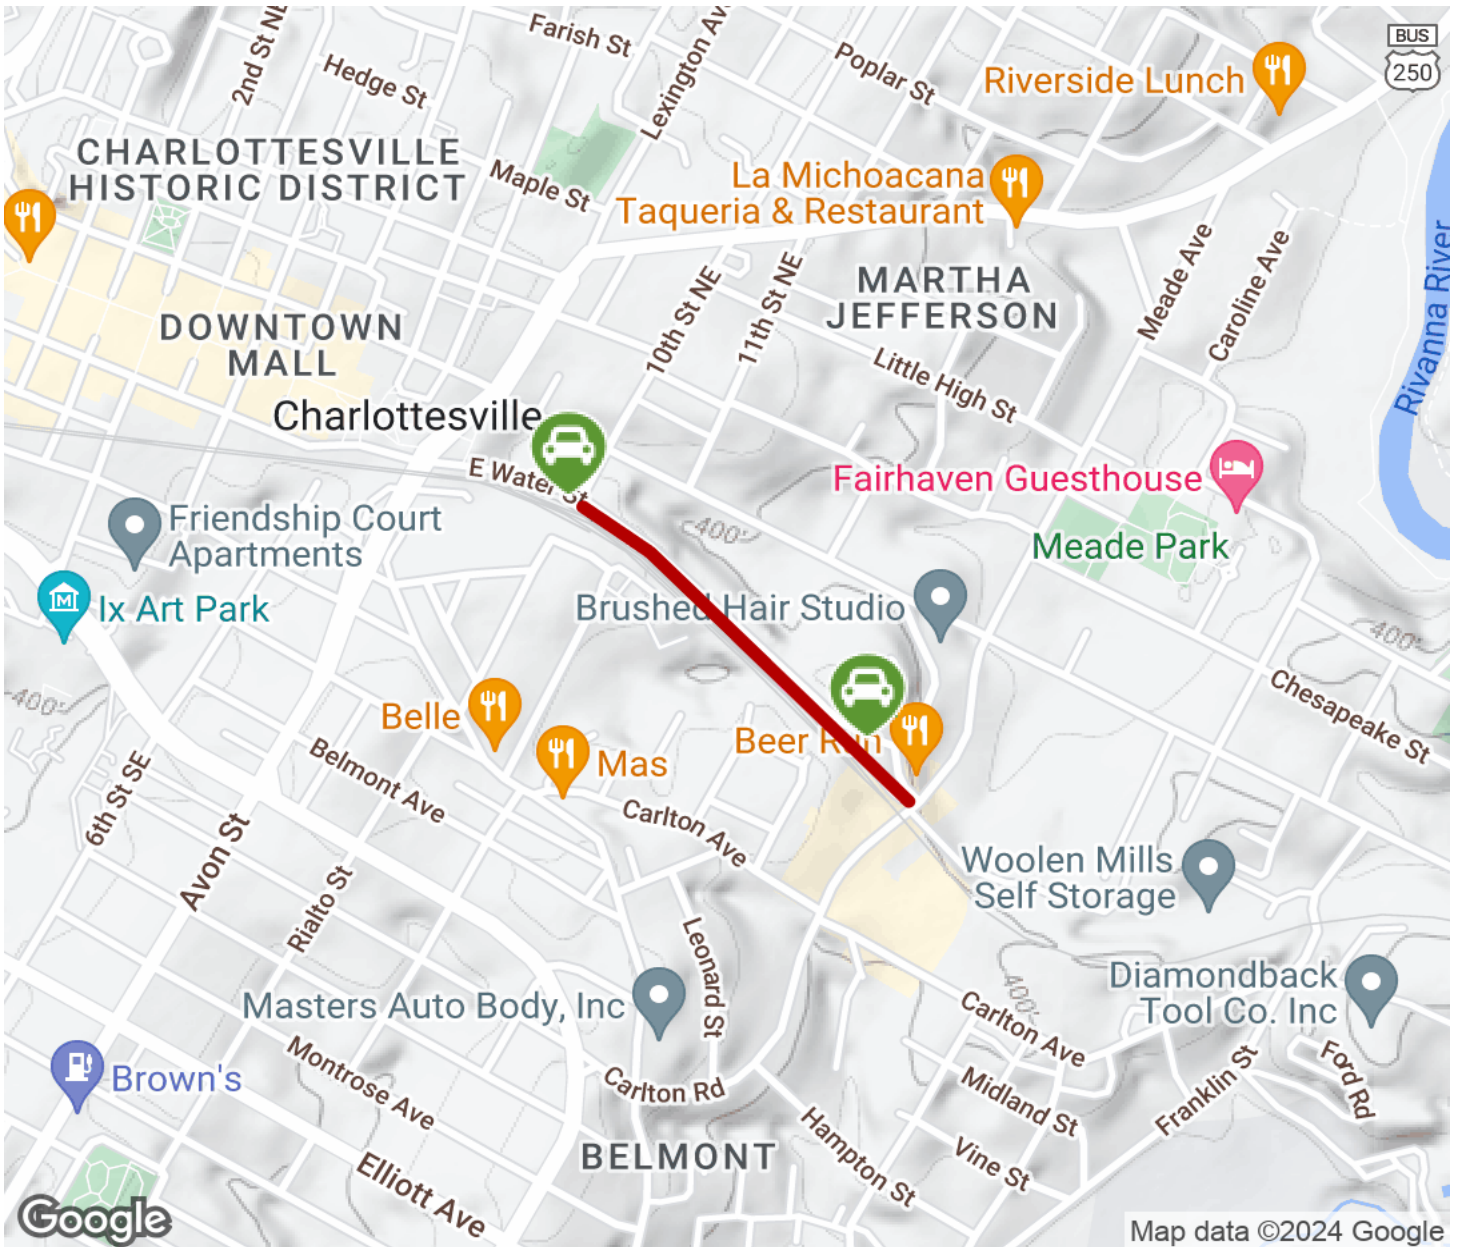 Farish St
2nd St NE
Hedge St
Lexington Av
Poplar St
BUS
250
Riverside Lunch
CHARLOTTESVILLE
HISTORIC DISTRICT
Maple St
La Michoacana
Taqueria & Restaurant
MARTHA
JEFFERSON
Meade Ave
Caroline Ave
Rivanna River
10th St NE
11th St NE
DOWNTOWN
MALL
Little High St
Charlottesville
E Water St
400'
Fairhaven Guesthouse
Friendship Court
Apartments
Meade Park
Ix Art Park
Brushed Hair Studio
400'
400'
Chesapeake St
Belle
Beer Run
Mas
6th St SE
Belmont Ave
Carlton Ave
Avon St
Rialto St
Woolen Mills
Self Storage
Leonard St
400'
Diamondback
Tool Co. Inc
Masters Auto Body, Inc
Carlton Ave
Brown's
Montrose Ave
Carlton Rd
Midland St
Franklin St
Ford Rd
Hampton St
Vine St
BELMONT
Elliott Ave
Google
Map data ©2024 Google